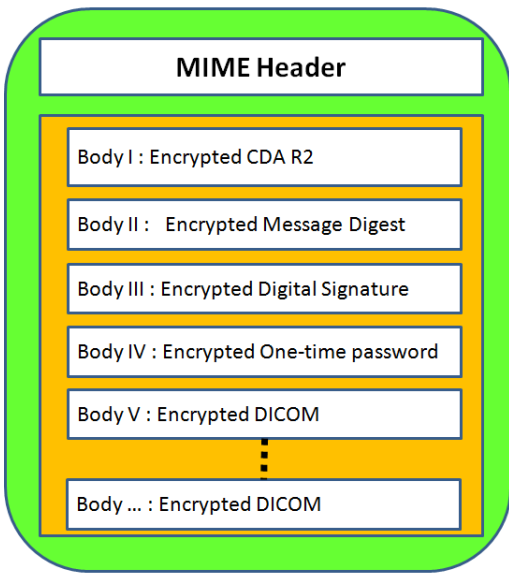 MIME Header
Body I : Encrypted CDA R2
Body II : Encrypted Message Digest
Body III : Encrypted Digital Signature
Body IV : Encrypted One-time password
Body V : Encrypted DICOM
Body ... : Encrypted DICOM